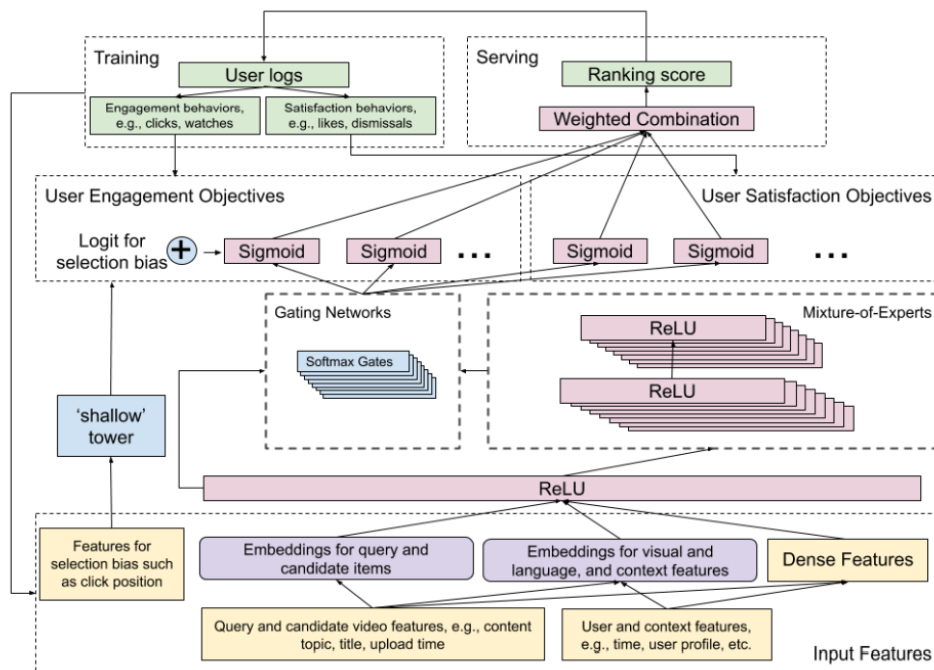 Training
User logs
Engagement behaviors,
e.g., clicks, watches
Satisfaction behaviors,
e.g., likes, dismissals
Serving
Ranking score
Weighted Combination
User Engagement Objectives
Logit for
selection bias
+
Sigmoid
Sigmoid
...
User Satisfaction Objectives
Sigmoid
Sigmoid
...
Gating Networks
Softmax Gates
Mixture-of-Experts
ReLU
ReLU
'shallow'
tower
ReLU
Features for
selection bias such
as click position
Embeddings for query and
candidate items
Embeddings for visual and
language, and context features
Dense Features
Query and candidate video features, e.g., content
topic, title, upload time
User and context features,
e.g., time, user profile, etc.
Input Features